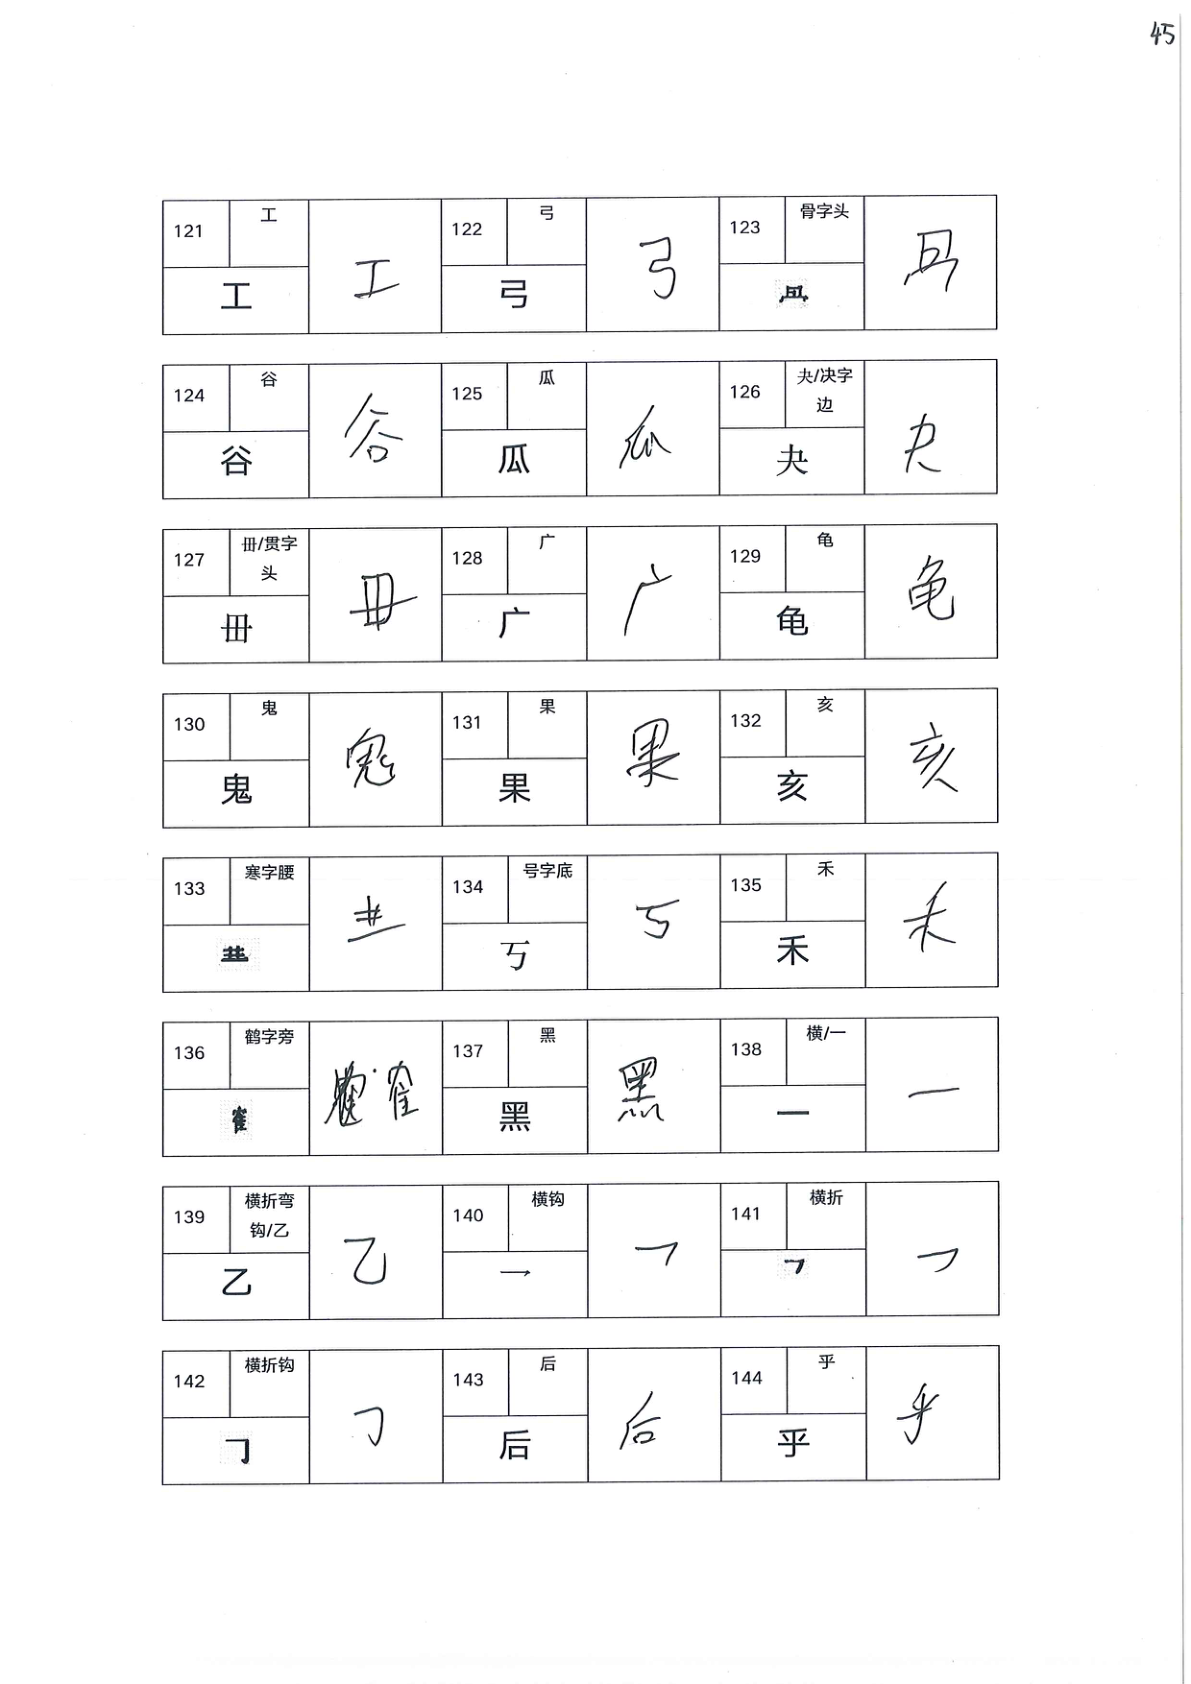 45
121 工 工 工
122 弓 弓 弓
123 骨字头
124 谷 谷 谷
125 瓜 瓜 瓜
126 夬/决字边 夬 夬
127 毌/贯字头 毌 毌
128 广 广 广
129 龟 龟 龟
130 鬼 鬼 鬼
131 果 果 果
132 亥 亥 亥
133 寒字腰
134 号字底 丂 丂
135 禾 禾 禾
136 鹤字旁 隺
137 黑 黑 黑
138 横/一 一 一
139 横折弯钩/乙 乙 乙
140 横钩 乛 乛
141 横折
142 横折钩 𠃌 𠃌
143 后 后 后
144 乎 乎 乎